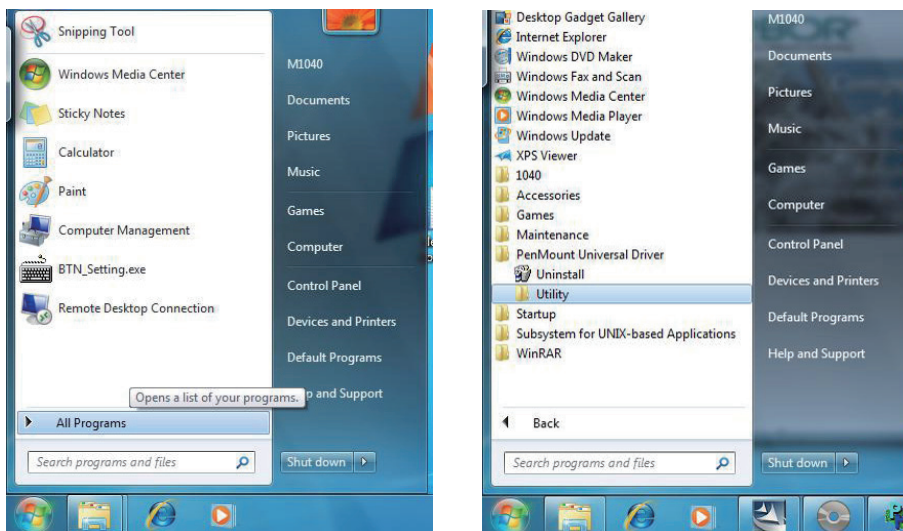 Snipping Tool
Windows Media Center
Sticky Notes
Calculator
Paint
Computer Management
BTN_Setting.exe
Remote Desktop Connection
Opens a list of your programs.
All Programs
Search programs and files
M1040
Documents
Pictures
Music
Games
Computer
Control Panel
Devices and Printers
Default Programs
p and Support
Shut down
Desktop Gadget Gallery
Internet Explorer
Windows DVD Maker
Windows Fax and Scan
Windows Media Center
Windows Media Player
Windows Update
XPS Viewer
1040
Accessories
Games
Maintenance
PenMount Universal Driver
Uninstall
Utility
Startup
Subsystem for UNIX-based Applications
WinRAR
Back
Search programs and files
M1040
Documents
Pictures
Music
Games
Computer
Control Panel
Devices and Printers
Default Programs
Help and Support
Shut down